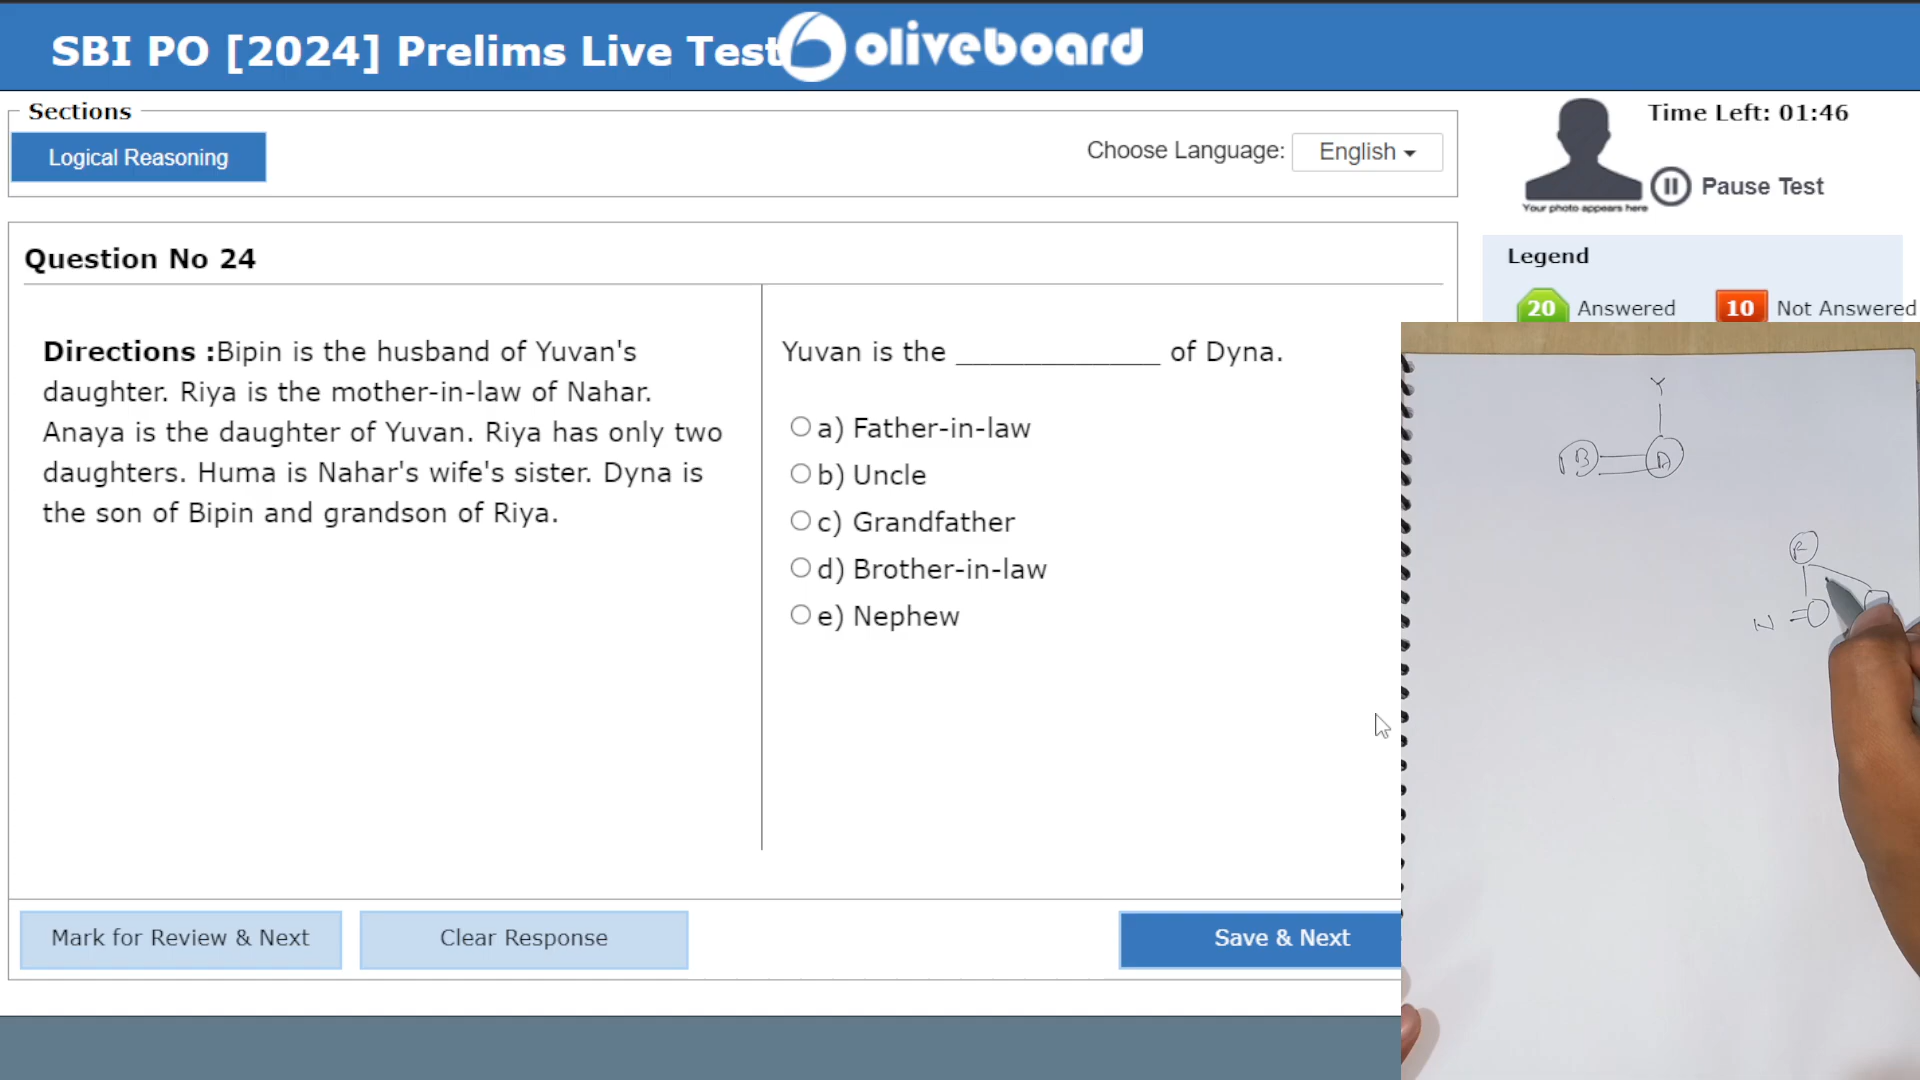 SBI PO [2024] Prelims Live Test
oliveboard
Sections
Logical Reasoning
Choose Language: English
Time Left: 01:46
Your photo appears here
Pause Test
Question No 24
Legend
20 Answered 10 Not Answered
Directions :Bipin is the husband of Yuvan's
daughter. Riya is the mother-in-law of Nahar.
Anaya is the daughter of Yuvan. Riya has only two
daughters. Huma is Nahar's wife's sister. Dyna is
the son of Bipin and grandson of Riya.
Yuvan is the ______________ of Dyna.
a) Father-in-law
b) Uncle
c) Grandfather
d) Brother-in-law
e) Nephew
Y
B
R
N
Mark for Review & Next
Clear Response
Save & Next